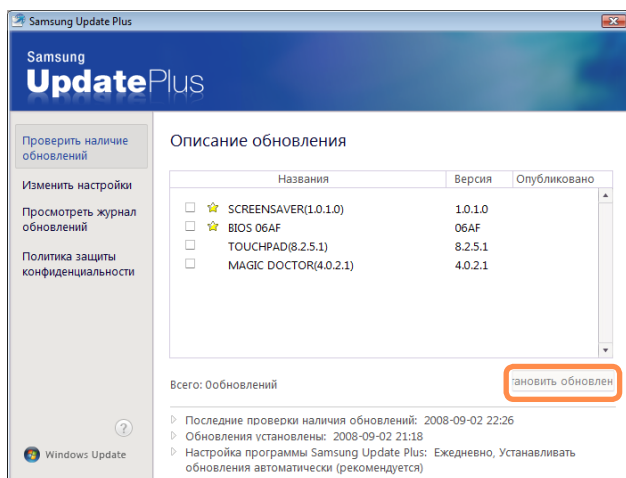 Samsung Update Plus
Samsung
UpdatePlus
Проверить наличие
обновлений
Изменить настройки
Просмотреть журнал
обновлений
Политика защиты
конфиденциальности
Windows Update
Описание обновления
Названия Версия Опубликовано
SCREENSAVER(1.0.1.0) 1.0.1.0
BIOS 06AF 06AF
TOUCHPAD(8.2.5.1) 8.2.5.1
MAGIC DOCTOR(4.0.2.1) 4.0.2.1
Всего: 0обновлений
тановить обновлен
Последние проверки наличия обновлений: 2008-09-02 22:26
Обновления установлены: 2008-09-02 21:18
Настройка программы Samsung Update Plus: Ежедневно, Устанавливать
обновления автоматически (рекомендуется)